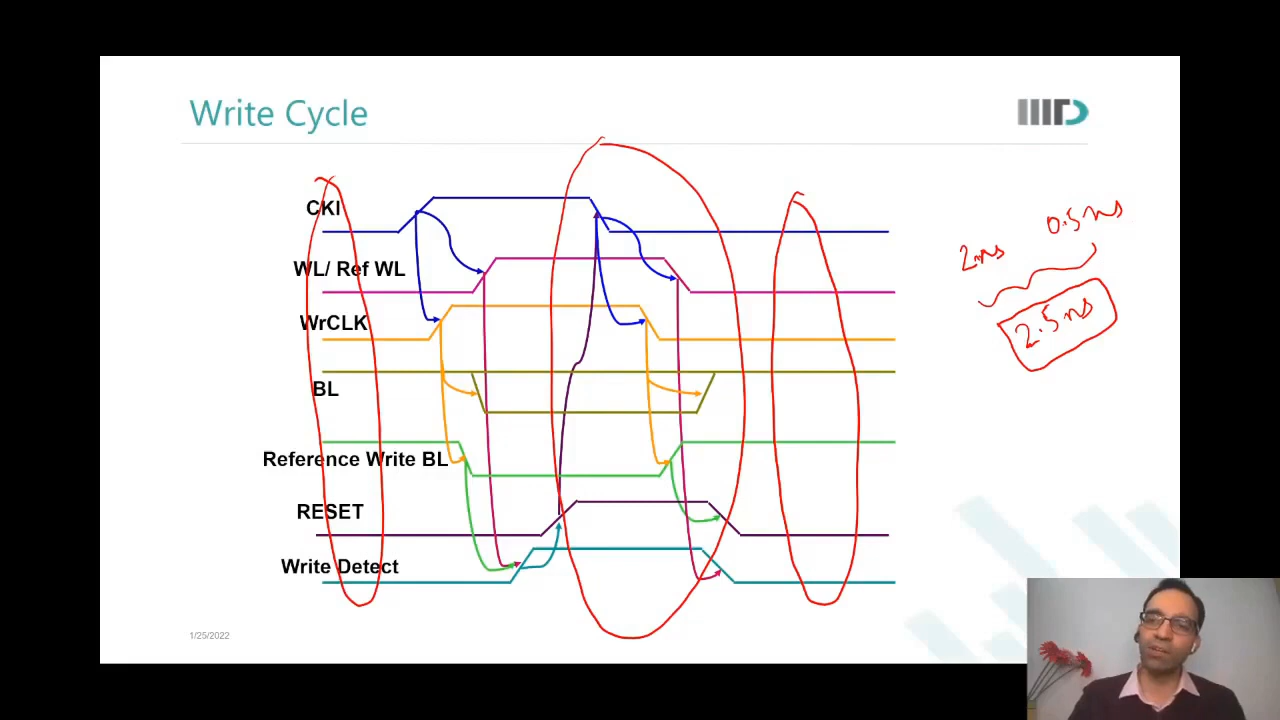 Write Cycle
IIITD
CKI
0.5ns
2ns
WL/ Ref WL
WrCLK
2.5ns
BL
Reference Write BL
RESET
Write Detect
1/25/2022